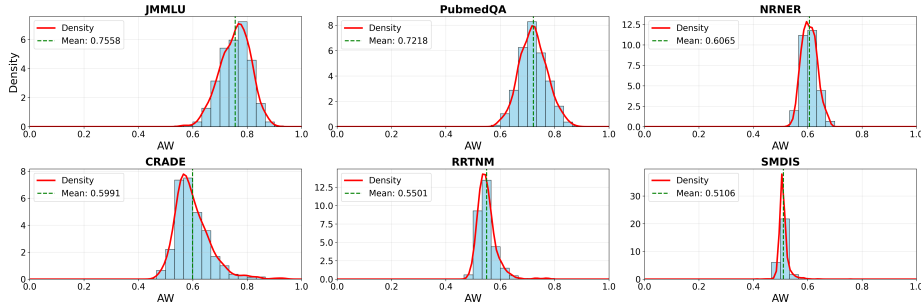 JMMLU
Density
Mean: 0.7558
Density
6
4
2
0
0.0 0.2 0.4 0.6 0.8 1.0
AW
PubmedQA
Density
Mean: 0.7218
8
6
4
2
0
0.0 0.2 0.4 0.6 0.8 1.0
AW
NRNER
Density
Mean: 0.6065
12.5
10.0
7.5
5.0
2.5
0.0
0.0 0.2 0.4 0.6 0.8 1.0
AW
CRADE
Density
Mean: 0.5991
8
6
4
2
0
0.0 0.2 0.4 0.6 0.8 1.0
AW
RRTNM
Density
Mean: 0.5501
12.5
10.0
7.5
5.0
2.5
0.0
0.0 0.2 0.4 0.6 0.8 1.0
AW
SMDIS
Density
Mean: 0.5106
30
20
10
0
0.0 0.2 0.4 0.6 0.8 1.0
AW